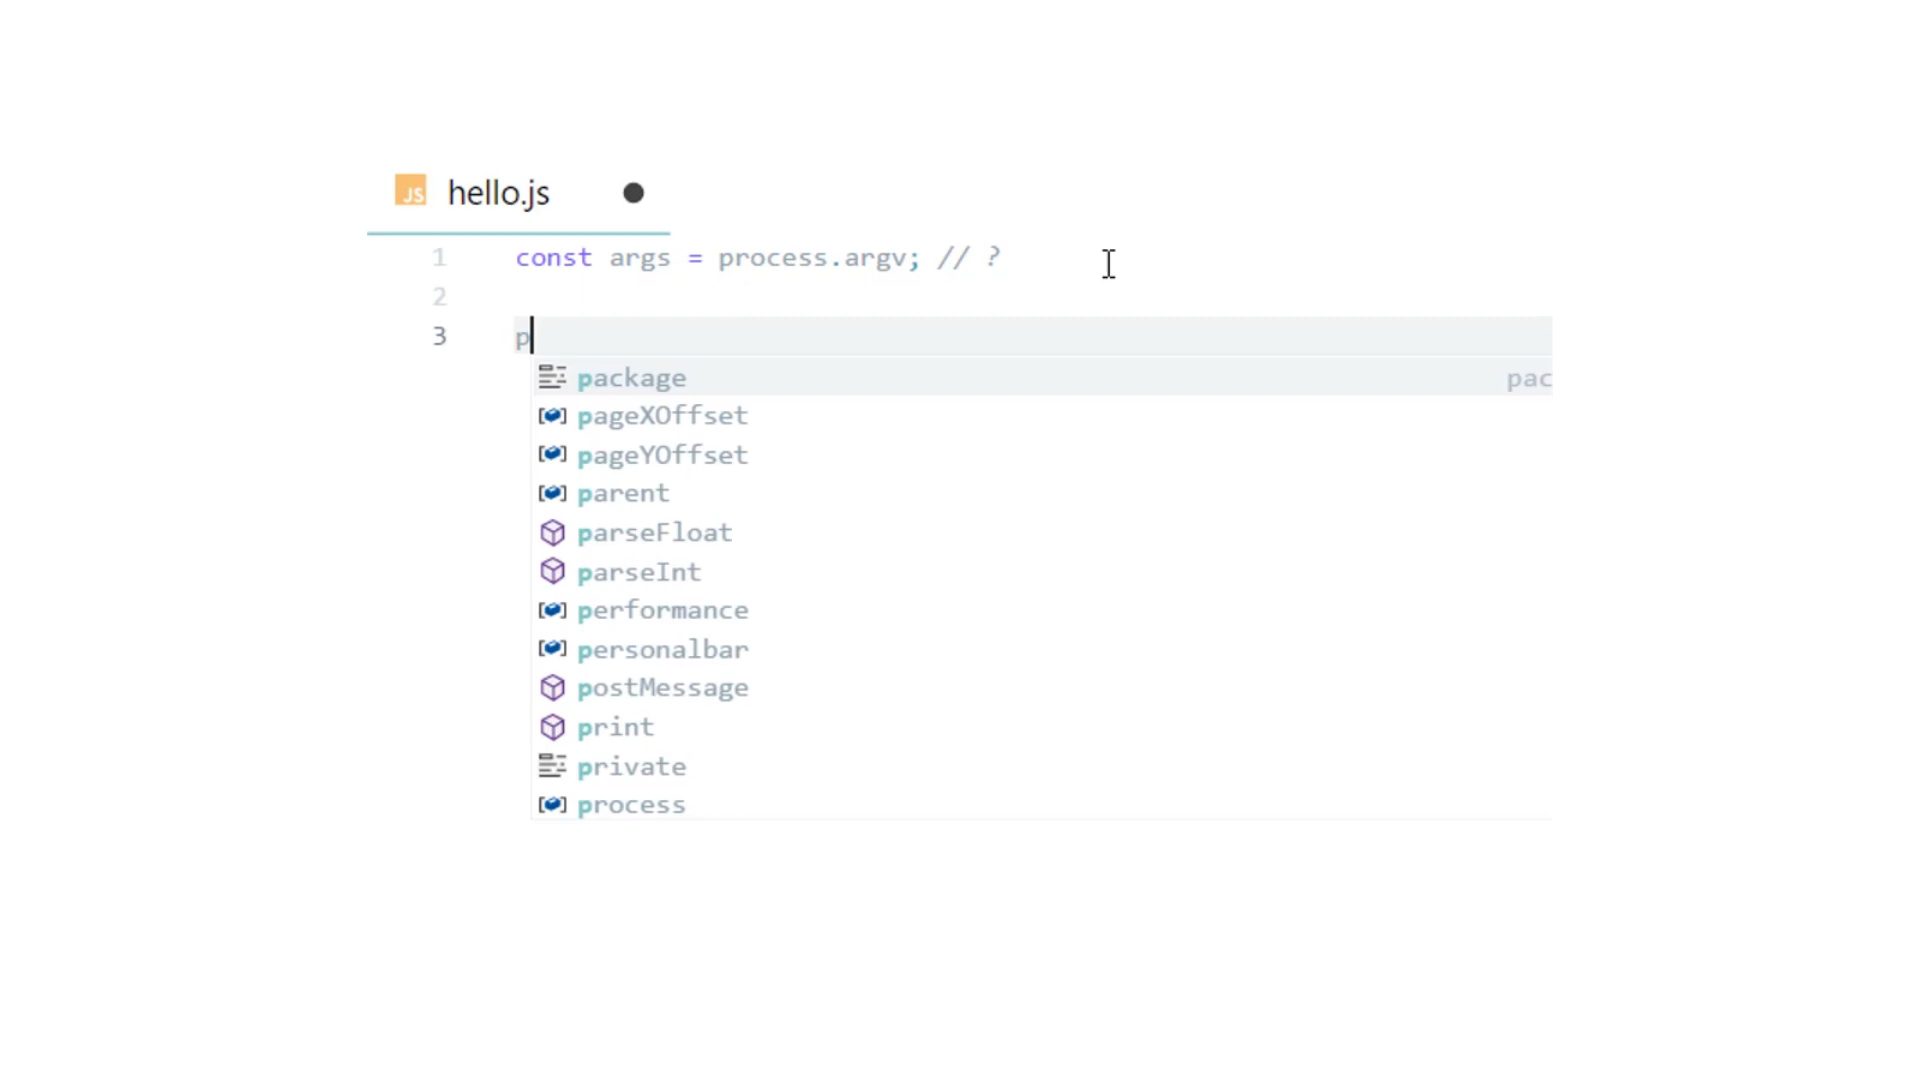 JS hello.js
1 const args = process.argv; // ?
2
3 p
package pac
pageXOffset
pageYOffset
parent
parseFloat
parseInt
performance
personalbar
postMessage
print
private
process